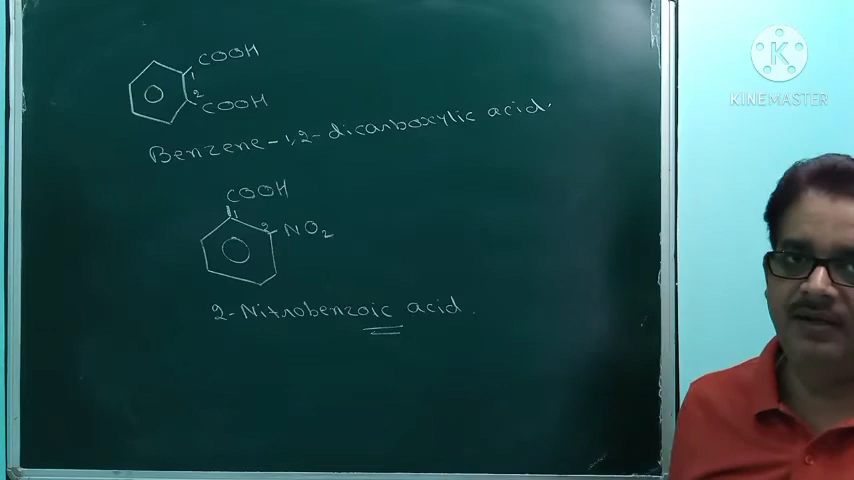 COOH
1
2
COOH
Benzene-1,2-dicarboxylic acid.
COOH
1
2 NO2
2-Nitrobenzoic acid.
K
KINEMASTER